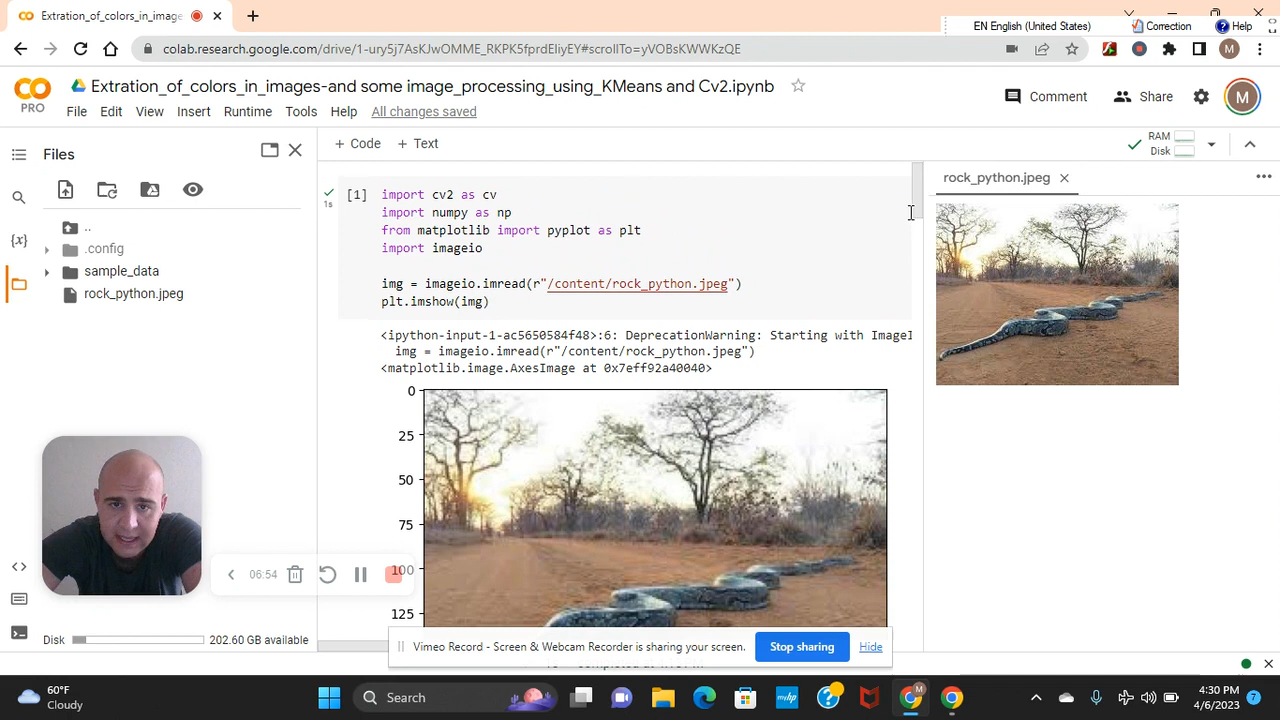 Extration_of_colors_in_imag
EN English (United States)
Correction
Help
colab.research.google.com/drive/1-ury5j7AsKJwOMME_RKPK5fprdEliyEY#scrollTo=yVOBsKWWKzQE
M
PRO
Extration_of_colors_in_images-and some image_processing_using_KMeans and Cv2.ipynb
File Edit View Insert Runtime Tools Help All changes saved
Comment
Share
M
Files
+ Code + Text
RAM
Disk
..
.config
sample_data
rock_python.jpeg
{x}
1s
[1]
import cv2 as cv
import numpy as np
from matplotlib import pyplot as plt
import imageio
img = imageio.imread(r"/content/rock_python.jpeg")
plt.imshow(img)
<ipython-input-1-ac5650584f48>:6: DeprecationWarning: Starting with ImageI
img = imageio.imread(r"/content/rock_python.jpeg")
<matplotlib.image.AxesImage at 0x7eff92a40040>
0
25
50
75
100
125
rock_python.jpeg
06:54
Disk 202.60 GB available
Vimeo Record - Screen & Webcam Recorder is sharing your screen.
Stop sharing
Hide
60°F
Cloudy
Search
hp
M
4:30 PM
4/6/2023
7